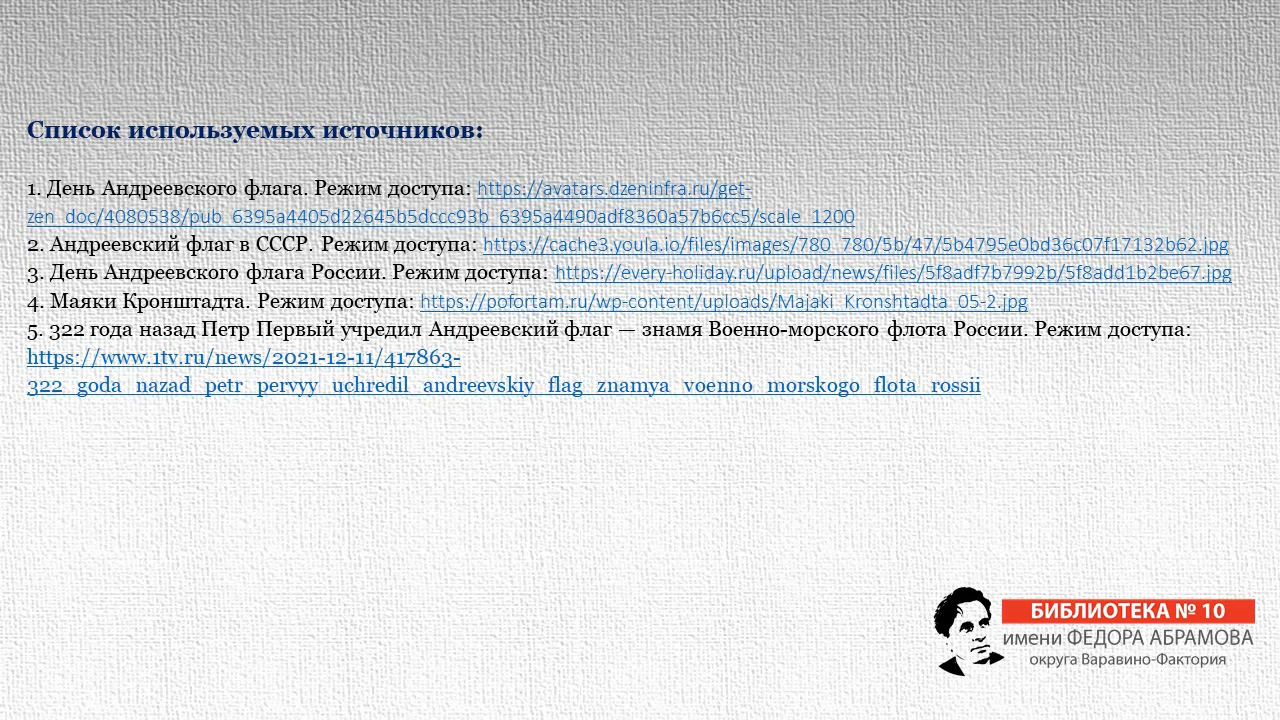 Список используемых источников:
1. День Андреевского флага. Режим доступа: https://avatars.dzeninfra.ru/get-
zen_doc/4080538/pub_6395a4405d22645b5dccc93b_6395a4490adf8360a57b6cc5/scale_1200
2. Андреевский флаг в СССР. Режим доступа: https://cache3.youla.io/files/images/780_780/5b/47/5b4795e0bd36c07f17132b62.jpg
3. День Андреевского флага России. Режим доступа: https://every-holiday.ru/upload/news/files/5f8adf7b7992b/5f8add1b2be67.jpg
4. Маяки Кронштадта. Режим доступа: https://pofortam.ru/wp-content/uploads/Majaki_Kronshtadta_05-2.jpg
5. 322 года назад Петр Первый учредил Андреевский флаг — знамя Военно-морского флота России. Режим доступа:
https://www.1tv.ru/news/2021-12-11/417863-
322_goda_nazad_petr_pervyy_uchredil_andreevskiy_flag_znamya_voenno_morskogo_flota_rossii
БИБЛИОТЕКА № 10
имени ФЕДОРА АБРАМОВА
округа Варавино-Фактория